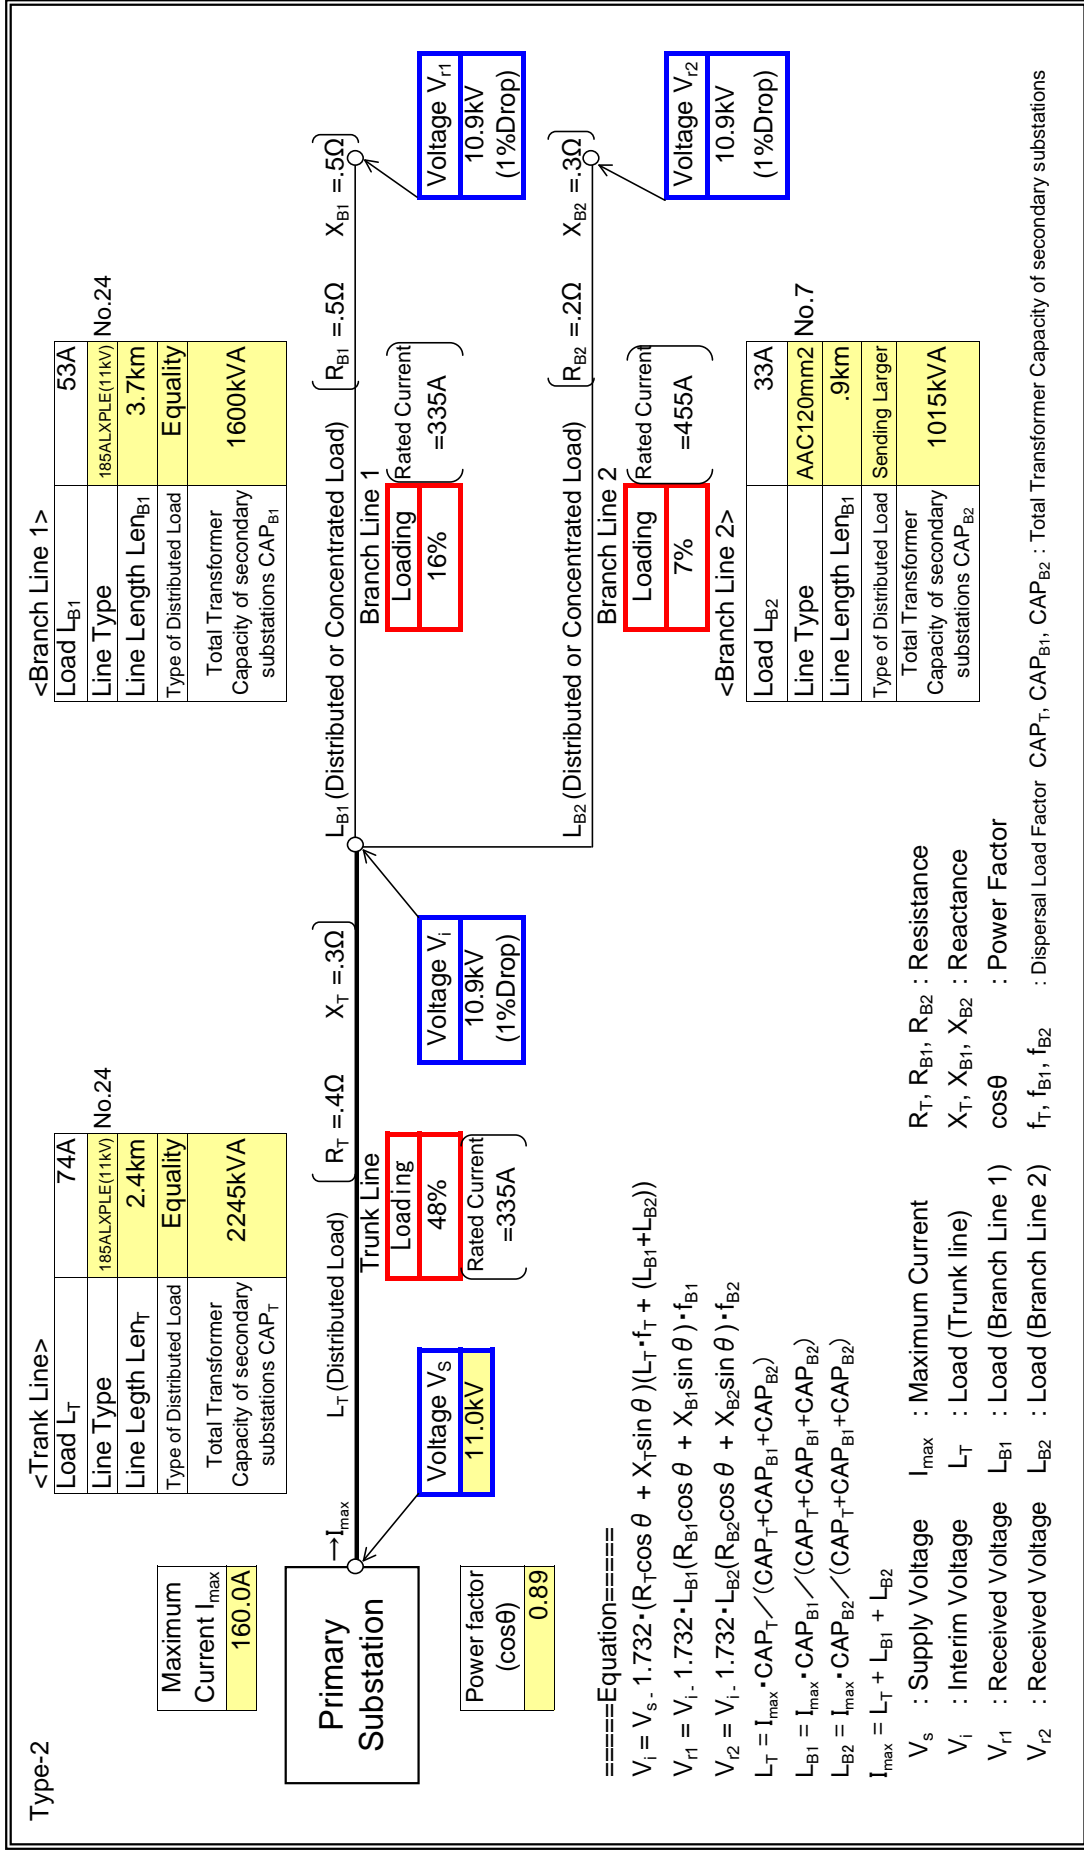 Type-2
Maximum
Current Imax
160.0A
<Trank Line>
Load LT 74A
Line Type 185ALXPLE(11kV) No.24
Line Legth LenT 2.4km
Type of Distributed Load Equality
Total Transformer
Capacity of secondary
substations CAPT
2245kVA
<Branch Line 1>
Load LB1 53A
Line Type 185ALXPLE(11kV) No.24
Line Length LenB1 3.7km
Type of Distributed Load Equality
Total Transformer
Capacity of secondary
substations CAPB1
1600kVA
Primary
Substation
→Imax
LT (Distributed Load) RT =.4Ω XT =.3Ω
LB1 (Distributed or Concentrated Load) RB1 =.5Ω XB1 =.5Ω
Trunk Line
Loading
48%
Rated Current
=335A
Branch Line 1
Loading
16%
Rated Current
=335A
Voltage VS
11.0kV
Voltage Vi
10.9kV
(1%Drop)
Voltage Vr1
10.9kV
(1%Drop)
Power factor
(cosθ)
0.89
LB2 (Distributed or Concentrated Load) RB2 =.2Ω XB2 =.3Ω
Branch Line 2
Loading
7%
Rated Current
=455A
Voltage Vr2
10.9kV
(1%Drop)
<Branch Line 2>
Load LB2 33A
Line Type AAC120mm2 No.7
Line Length LenB1 .9km
Type of Distributed Load Sending Larger
Total Transformer
Capacity of secondary
substations CAPB2
1015kVA
=====Equation=====
Vi = Vs - 1.732・(RTcos θ + XTsin θ)(LT・fT + (LB1+LB2))
Vr1 = Vi - 1.732・LB1(RB1cos θ + XB1sin θ)・fB1
Vr2 = Vi - 1.732・LB2(RB2cos θ + XB2sin θ)・fB2
LT = Imax・CAPT／(CAPT+CAPB1+CAPB2)
LB1 = Imax・CAPB1／(CAPT+CAPB1+CAPB2)
LB2 = Imax・CAPB2／(CAPT+CAPB1+CAPB2)
Imax = LT + LB1 + LB2
Vs : Supply Voltage Imax : Maximum Current RT, RB1, RB2 : Resistance
Vi : Interim Voltage LT : Load (Trunk line) XT, XB1, XB2 : Reactance
Vr1 : Received Voltage LB1 : Load (Branch Line 1) cosθ : Power Factor
Vr2 : Received Voltage LB2 : Load (Branch Line 2) fT, fB1, fB2 : Dispersal Load Factor CAPT, CAPB1, CAPB2 : Total Transformer Capacity of secondary substations